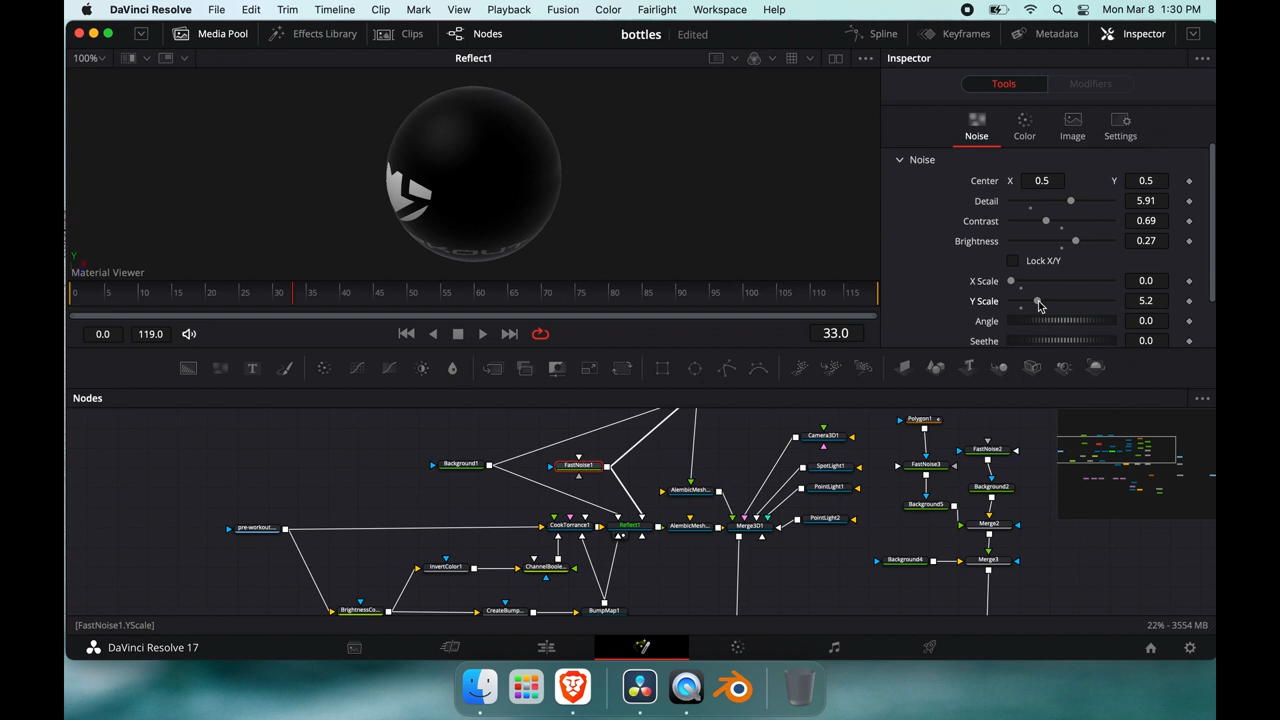 DaVinci Resolve File Edit Trim Timeline Clip Mark View Playback Fusion Color Fairlight Workspace Help Mon Mar 8 1:30 PM
Media Pool Effects Library Clips Nodes bottles Edited Spline Keyframes Metadata Inspector
100% Reflect1 Inspector
Tools Modifiers
Noise Color Image Settings
Noise
Center X 0.5 Y 0.5
Detail 5.91
Contrast 0.69
Brightness 0.27
Lock X/Y
X Scale 0.0
Y Scale 5.2
Angle 0.0
Seethe 0.0
Y
Material Viewer
0 5 10 15 20 25 30 35 40 45 50 55 60 65 70 75 80 85 90 95 100 105 110 115
0.0 119.0 33.0
Nodes
Polygon1
Camera3D1
FastNoise2
Background1 FastNoise1 SpotLight1 FastNoise3
AlembicMesh... PointLight1 Background2
Background5
pre-workout... CookTorrance1 Reflect1 AlembicMesh... Merge3D1 PointLight2 Merge2
InvertColor1 ChannelBoole... Background4 Merge3
BrightnessCo... CreateBump... BumpMap1
[FastNoise1.YScale] 22% - 3554 MB
DaVinci Resolve 17